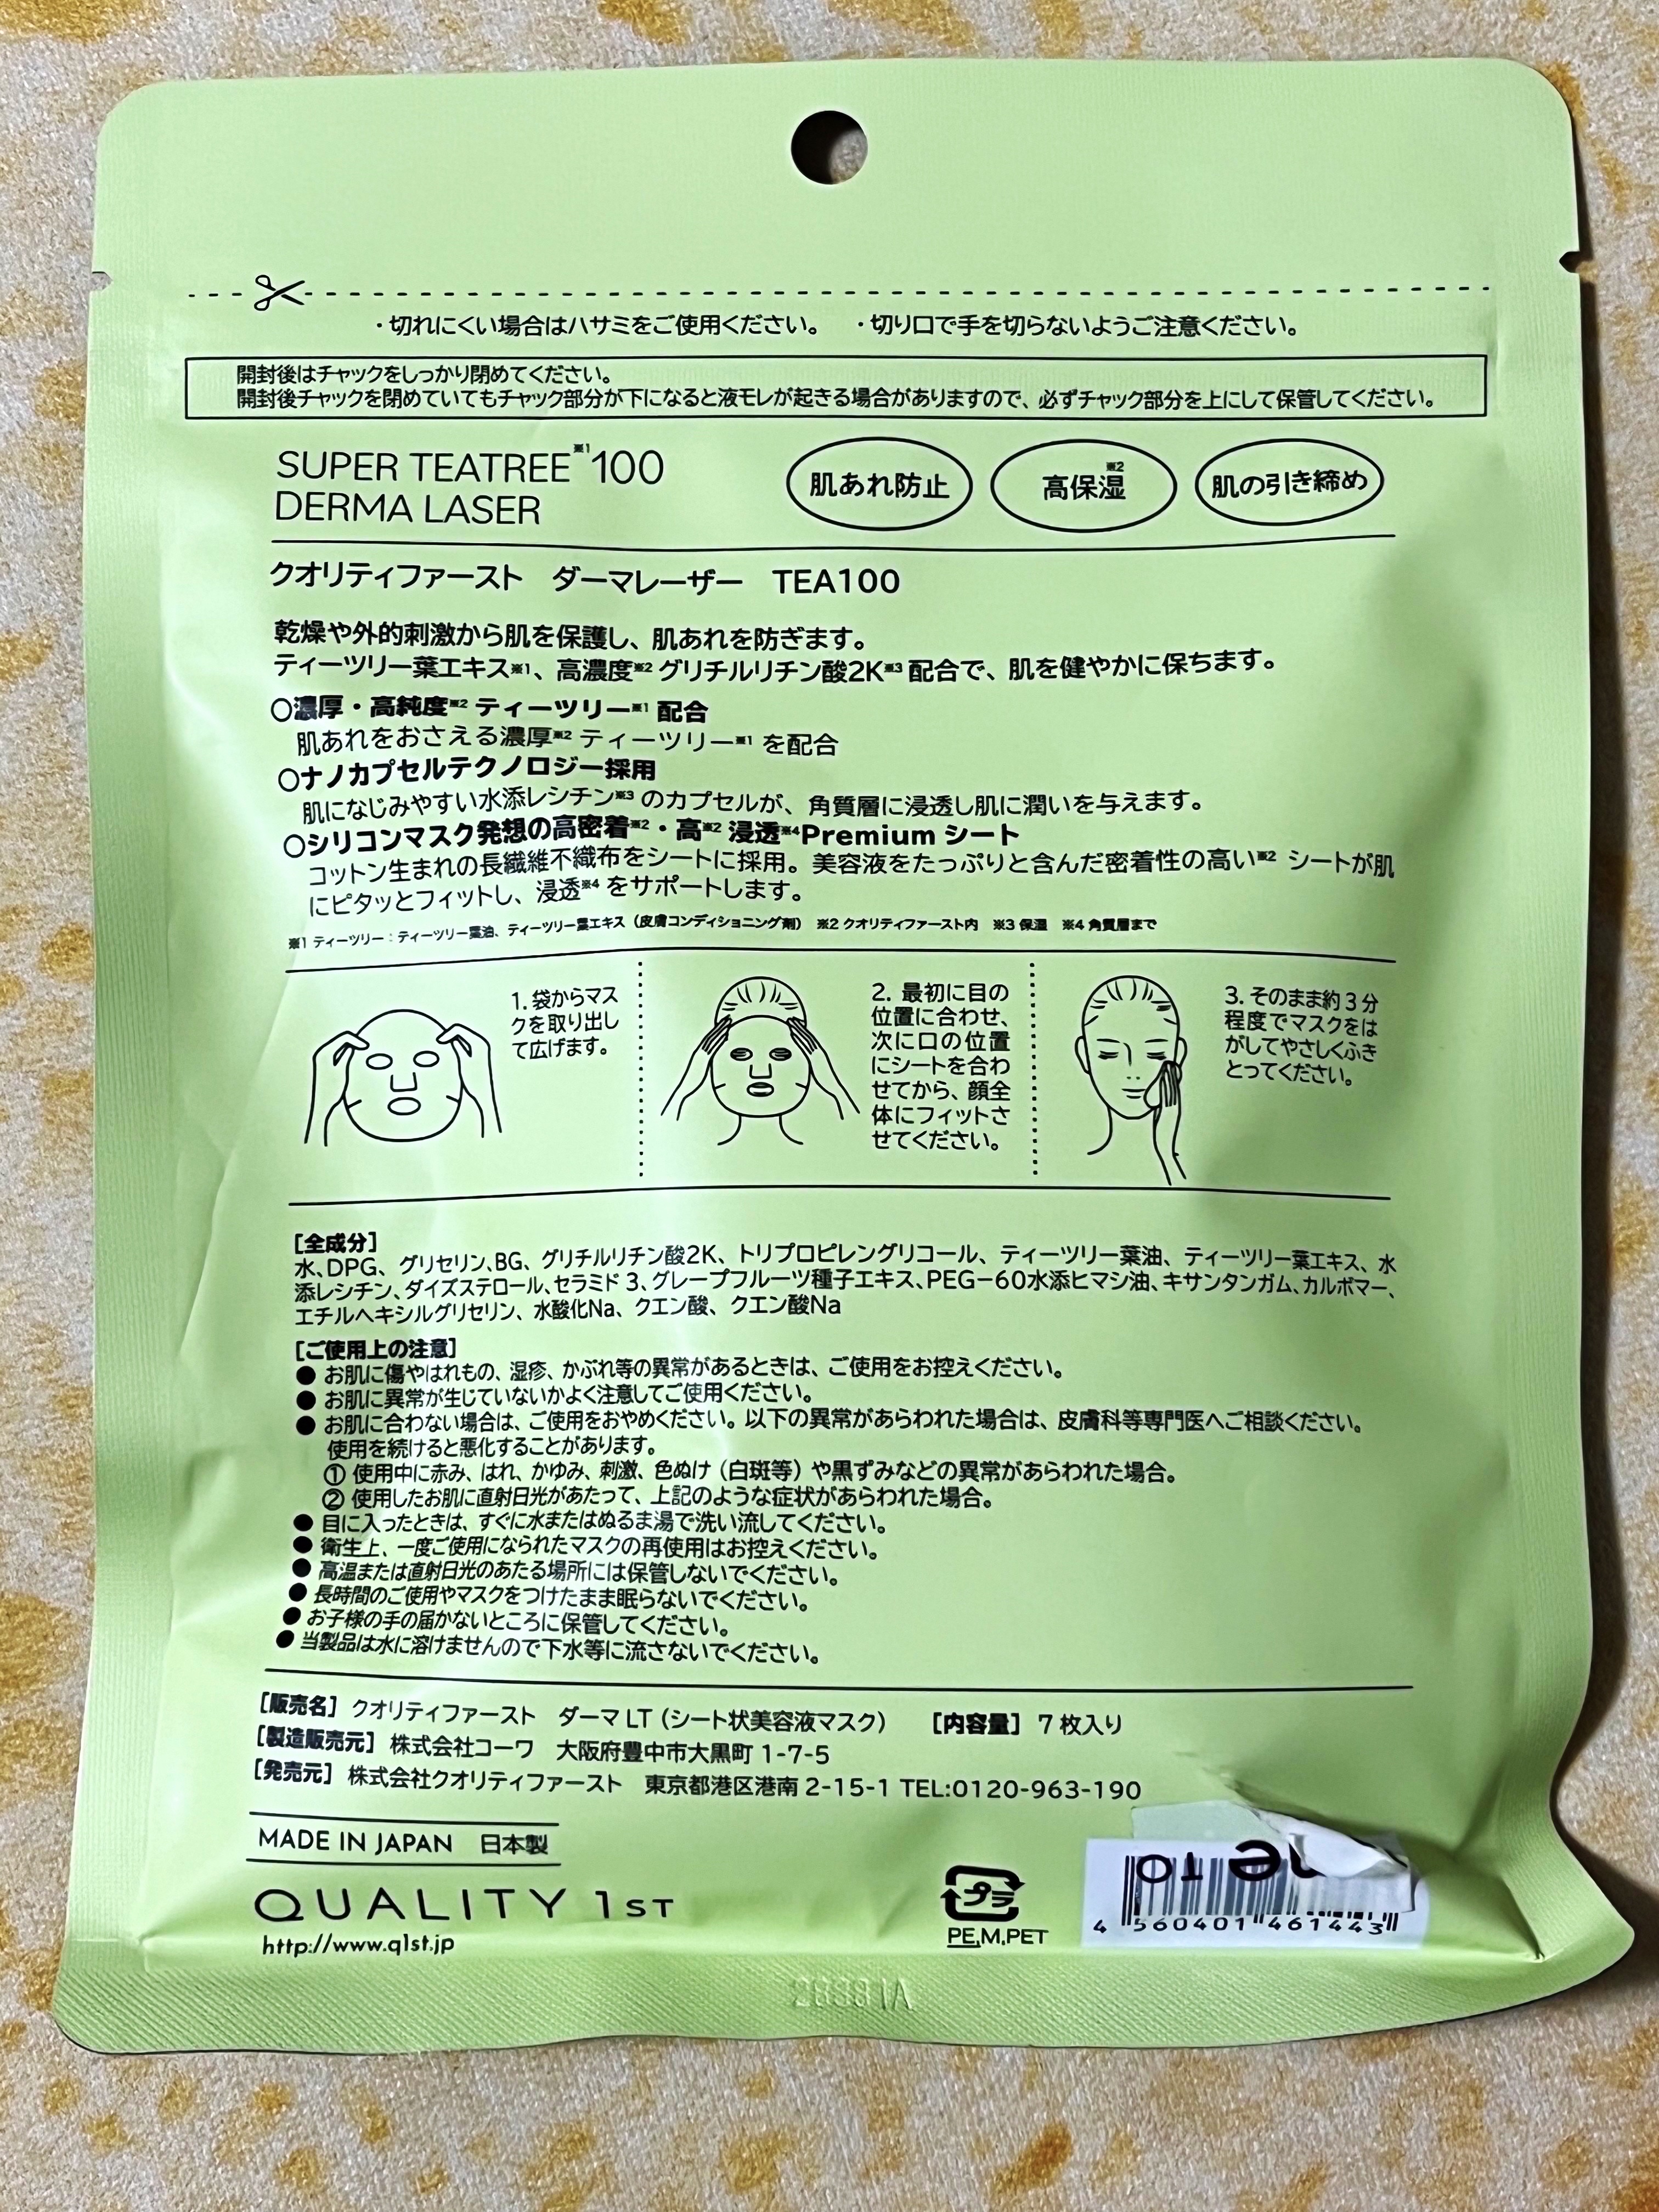 ・切れにくい場合はハサミをご使用ください。 ・切り口で手を切らないようご注意ください。
開封後はチャックをしっかり閉めてください。
開封後チャックを閉めていてもチャック部分が下になると液モレが起きる場合がありますので、必ずチャック部分を上にして保管してください。
SUPER TEATREE※1 100
DERMA LASER
肌あれ防止 高保湿※2 肌の引き締め
クオリティファースト ダーマレーザー TEA100
乾燥や外的刺激から肌を保護し、肌あれを防ぎます。
ティーツリー葉エキス※1、高濃度※2 グリチルリチン酸2K※3 配合で、肌を健やかに保ちます。
○濃厚・高純度※2 ティーツリー※1 配合
肌あれをおさえる濃厚※2 ティーツリー※1 を配合
○ナノカプセルテクノロジー採用
肌になじみやすい水添レシチン※3 のカプセルが、角質層に浸透し肌に潤いを与えます。
○シリコンマスク発想の高密着※2・高※2 浸透※4Premium シート
コットン生まれの長繊維不織布をシートに採用。美容液をたっぷりと含んだ密着性の高い※2 シートが肌
にピタッとフィットし、浸透※4 をサポートします。
※1 ティーツリー：ティーツリー葉油、ティーツリー葉エキス（皮膚コンディショニング剤） ※2 クオリティファースト内 ※3 保湿 ※4 角質層まで
1. 袋からマス
クを取り出し
て広げます。
2. 最初に目の
位置に合わせ、
次に口の位置
にシートを合わ
せてから、顔全
体にフィットさ
せてください。
3. そのまま約3分
程度でマスクをは
がしてやさしくふき
とってください。
[全成分]
水、DPG、グリセリン、BG、グリチルリチン酸2K、トリプロピレングリコール、ティーツリー葉油、ティーツリー葉エキス、水
添レシチン、ダイズステロール、セラミド 3、グレープフルーツ種子エキス、PEG−60水添ヒマシ油、キサンタンガム、カルボマー、
エチルヘキシルグリセリン、水酸化Na、クエン酸、クエン酸Na
[ご使用上の注意]
● お肌に傷やはれもの、湿疹、かぶれ等の異常があるときは、ご使用をお控えください。
● お肌に異常が生じていないかよく注意してご使用ください。
● お肌に合わない場合は、ご使用をおやめください。以下の異常があらわれた場合は、皮膚科等専門医へご相談ください。
使用を続けると悪化することがあります。
① 使用中に赤み、はれ、かゆみ、刺激、色ぬけ（白斑等）や黒ずみなどの異常があらわれた場合。
② 使用したお肌に直射日光があたって、上記のような症状があらわれた場合。
● 目に入ったときは、すぐに水またはぬるま湯で洗い流してください。
● 衛生上、一度ご使用になられたマスクの再使用はお控えください。
● 高温または直射日光のあたる場所には保管しないでください。
● 長時間のご使用やマスクをつけたまま眠らないでください。
● お子様の手の届かないところに保管してください。
● 当製品は水に溶けませんので下水等に流さないでください。
[販売名] クオリティファースト ダーマ LT（シート状美容液マスク） [内容量] 7 枚入り
[製造販売元] 株式会社コーワ 大阪府豊中市大黒町 1-7-5
[発売元] 株式会社クオリティファースト 東京都港区港南 2-15-1 TEL:0120-963-190
MADE IN JAPAN 日本製
QUALITY 1ST
http://www.q1st.jp
プラ
PE,M,PET
4 560401 461443